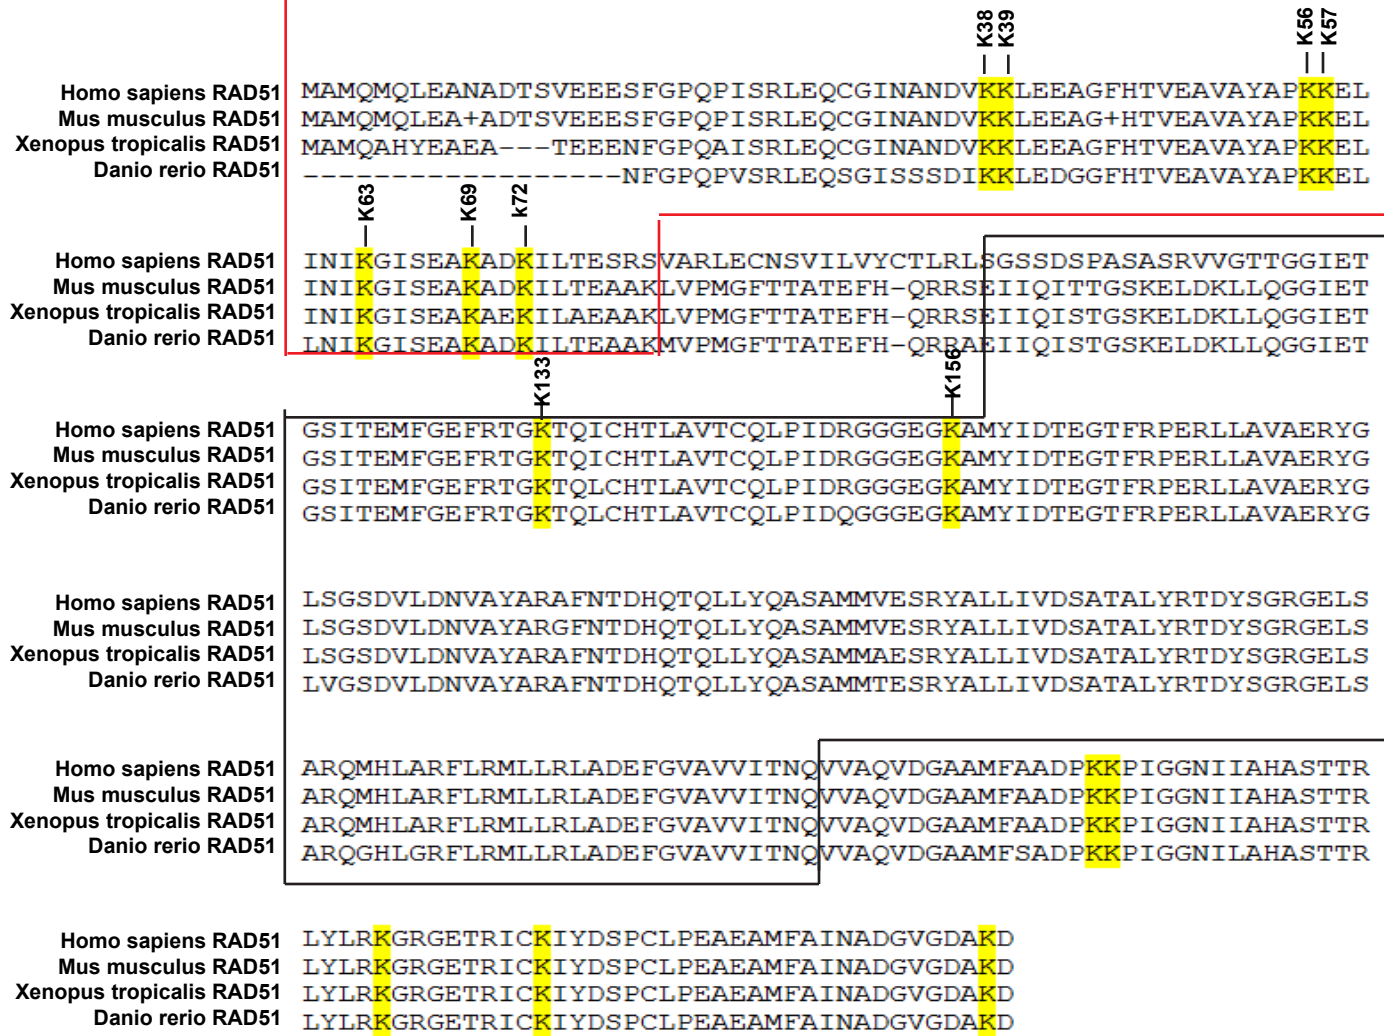 K38 K39 K56 K57
Homo sapiens RAD51 MAMQMQLEANADTSVEEESFGPQPISRLEQCGINANDVKKLEEAGFHTVEAVAYAPKKEL
Mus musculus RAD51 MAMQMQLEA+ADTSVEEESFGPQPISRLEQCGINANDVKKLEEAG+HTVEAVAYAPKKEL
Xenopus tropicalis RAD51 MAMQAHYEAEA---TEEENFGPQAISRLEQCGINANDVKKLEEAGFHTVEAVAYAPKKEL
Danio rerio RAD51 ------------------NFGPQPVSRLEQSGISSSDIKKLEDGGFHTVEAVAYAPKKEL
K63 K69 k72
Homo sapiens RAD51 INIKGISEAKADKILTESRSVARLECNSVILVYCTLRLSGSSDSPASASRVVGTTGGIET
Mus musculus RAD51 INIKGISEAKADKILTEAAKLVPMGFTTATEFH-QRRSEIIQITTGSKELDKLLQGGIET
Xenopus tropicalis RAD51 INIKGISEAKAEKILAEAAKLVPMGFTTATEFH-QRRSEIIQISTGSKELDKLLQGGIET
Danio rerio RAD51 LNIKGISEAKADKILTEAAKMVPMGFTTATEFH-QRRAEIIQISTGSKELDKLLQGGIET
K133 K156
Homo sapiens RAD51 GSITEMFGEFRTGKTQICHTLAVTCQLPIDRGGGEGKAMYIDTEGTFRPERLLAVAERYG
Mus musculus RAD51 GSITEMFGEFRTGKTQICHTLAVTCQLPIDRGGGEGKAMYIDTEGTFRPERLLAVAERYG
Xenopus tropicalis RAD51 GSITEMFGEFRTGKTQLCHTLAVTCQLPIDRGGGEGKAMYIDTEGTFRPERLLAVAERYG
Danio rerio RAD51 GSITEMFGEFRTGKTQLCHTLAVTCQLPIDQGGGEGKAMYIDTEGTFRPERLLAVAERYG
Homo sapiens RAD51 LSGSDVLDNVAYARAFNTDHQTQLLYQASAMMVESRYALLIVDSATALYRTDYSGRGELS
Mus musculus RAD51 LSGSDVLDNVAYARGFNTDHQTQLLYQASAMMVESRYALLIVDSATALYRTDYSGRGELS
Xenopus tropicalis RAD51 LSGSDVLDNVAYARAFNTDHQTQLLYQASAMMAESRYALLIVDSATALYRTDYSGRGELS
Danio rerio RAD51 LVGSDVLDNVAYARAFNTDHQTQLLYQASAMMTESRYALLIVDSATALYRTDYSGRGELS
Homo sapiens RAD51 ARQMHLARFLRMLLRLADEFGVAVVITNQVVAQVDGAAMFAADPKKPIGGNIIAHASTTR
Mus musculus RAD51 ARQMHLARFLRMLLRLADEFGVAVVITNQVVAQVDGAAMFAADPKKPIGGNIIAHASTTR
Xenopus tropicalis RAD51 ARQMHLARFLRMLLRLADEFGVAVVITNQVVAQVDGAAMFAADPKKPIGGNIIAHASTTR
Danio rerio RAD51 ARQGHLGRFLRMLLRLADEFGVAVVITNQVVAQVDGAAMFSADPKKPIGGNILAHASTTR
Homo sapiens RAD51 LYLRKGRGETRICKIYDSPCLPEAEAMFAINADGVGDAKD
Mus musculus RAD51 LYLRKGRGETRICKIYDSPCLPEAEAMFAINADGVGDAKD
Xenopus tropicalis RAD51 LYLRKGRGETRICKIYDSPCLPEAEAMFAINADGVGDAKD
Danio rerio RAD51 LYLRKGRGETRICKIYDSPCLPEAEAMFAINADGVGDAKD